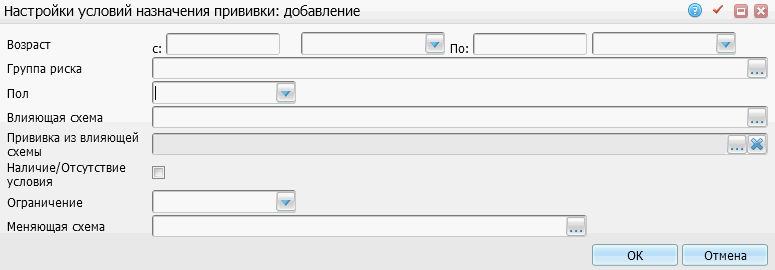 Настройки условий назначения прививки: добавление
Возраст с: По:
Группа риска ...
Пол
Влияющая схема ...
Прививка из влияющей
схемы ...
Наличие/Отсутствие
условия
Ограничение
Меняющая схема ...
ОК Отмена